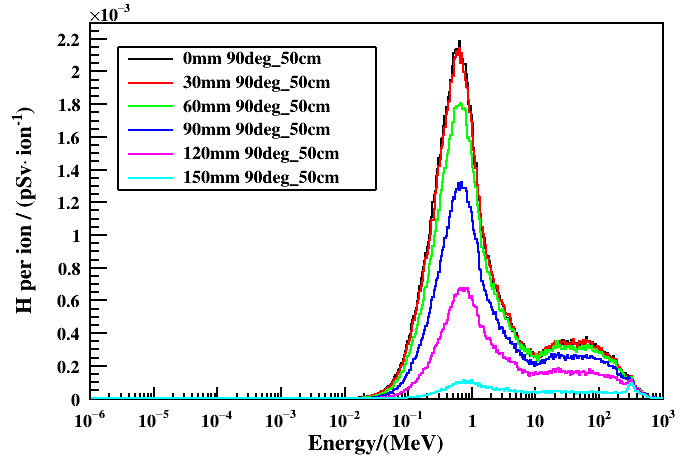 ×10⁻³
H per ion / (pSv· ion⁻¹)
2.2
2
1.8
1.6
1.4
1.2
1
0.8
0.6
0.4
0.2
0
0mm 90deg_50cm
30mm 90deg_50cm
60mm 90deg_50cm
90mm 90deg_50cm
120mm 90deg_50cm
150mm 90deg_50cm
10⁻⁶ 10⁻⁵ 10⁻⁴ 10⁻³ 10⁻² 10⁻¹ 1 10 10² 10³
Energy/(MeV)